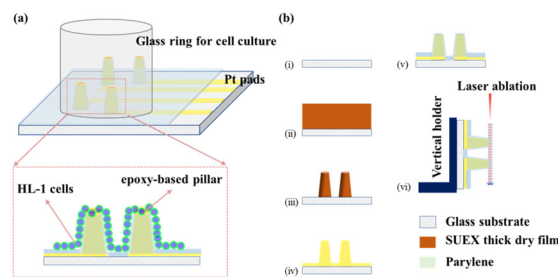 (a)
Glass ring for cell culture
Pt pads
HL-1 cells
epoxy-based pillar
(b)
(i)
(ii)
(iii)
(iv)
(v)
Laser ablation
Vertical holder
(vi)
Glass substrate
SUEX thick dry film
Parylene